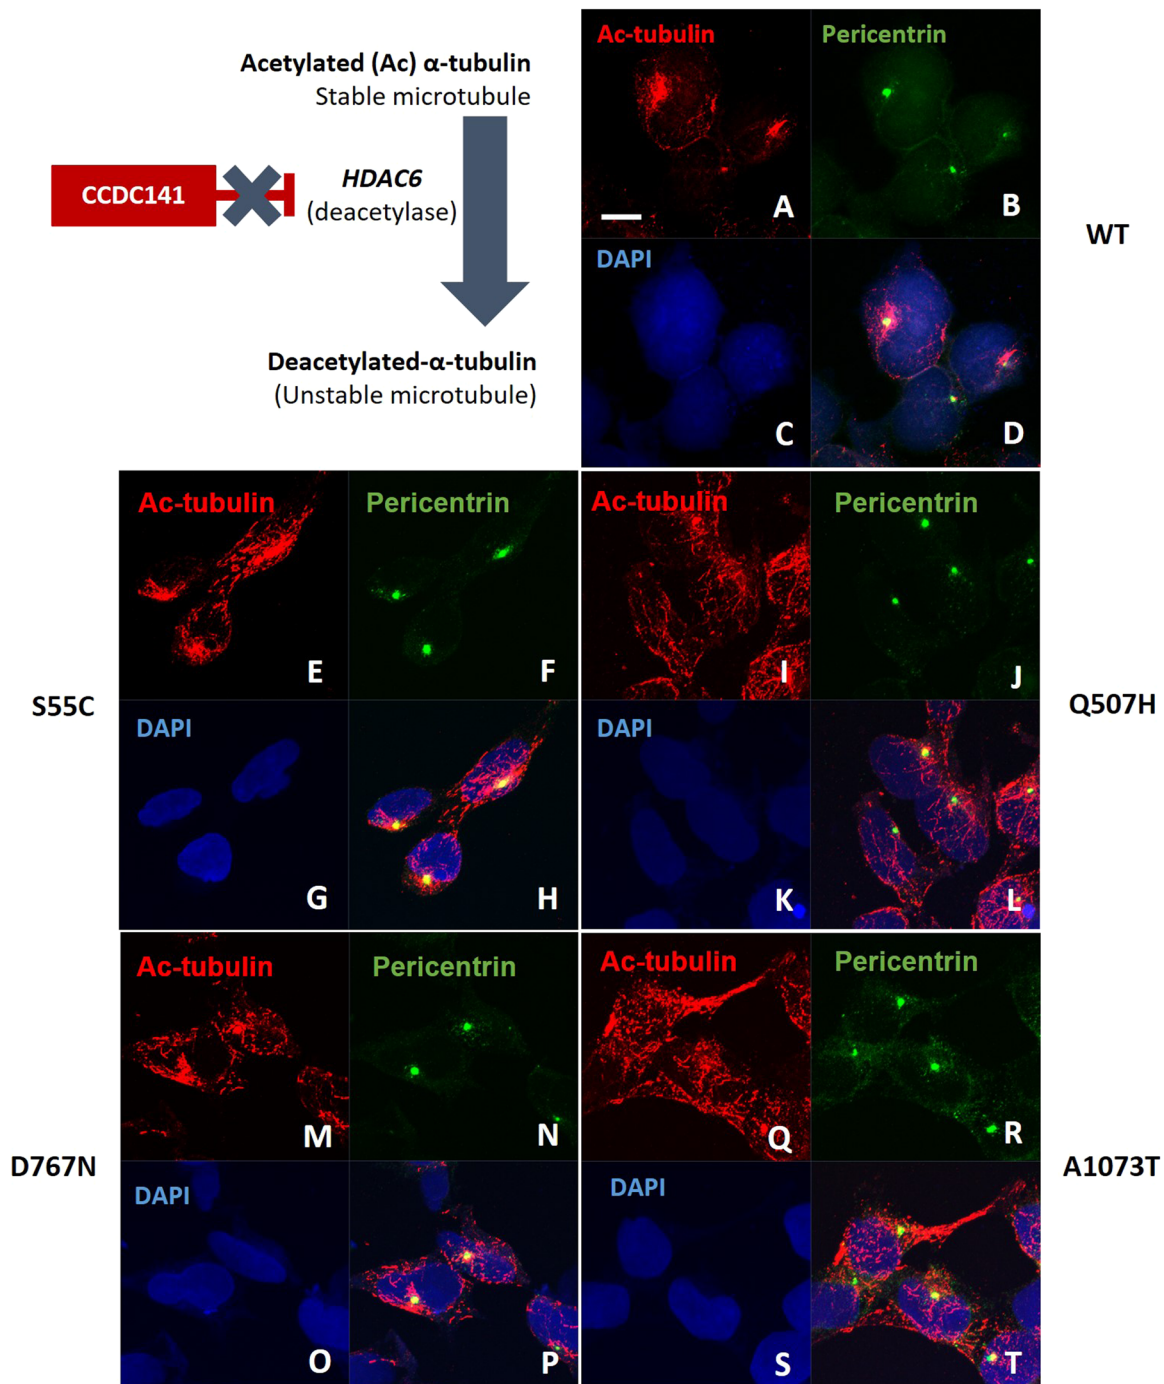 Acetylated (Ac) α-tubulin
Stable microtubule
CCDC141
HDAC6
(deacetylase)
Deacetylated-α-tubulin
(Unstable microtubule)
Ac-tubulin
Pericentrin
A
B
WT
DAPI
C
D
Ac-tubulin
Pericentrin
E
F
S55C
DAPI
G
H
Ac-tubulin
Pericentrin
I
J
Q507H
DAPI
K
L
Ac-tubulin
Pericentrin
M
N
D767N
DAPI
O
P
Ac-tubulin
Pericentrin
Q
R
A1073T
DAPI
S
T